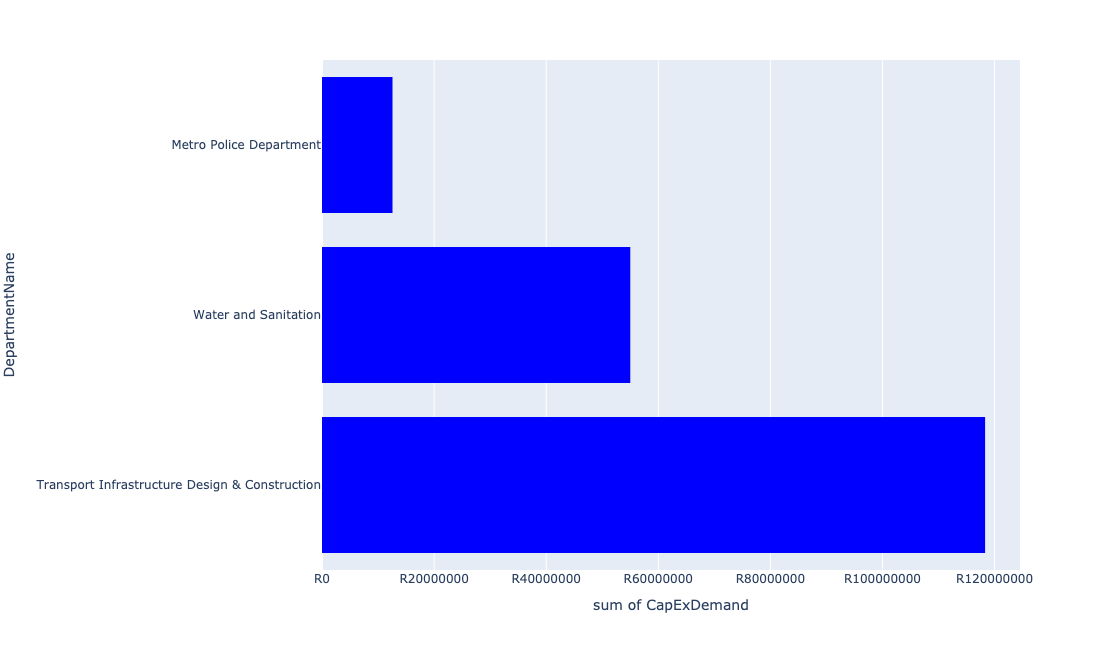 DepartmentName
Metro Police Department
Water and Sanitation
Transport Infrastructure Design & Construction
R0 R20000000 R40000000 R60000000 R80000000 R100000000 R120000000
sum of CapExDemand